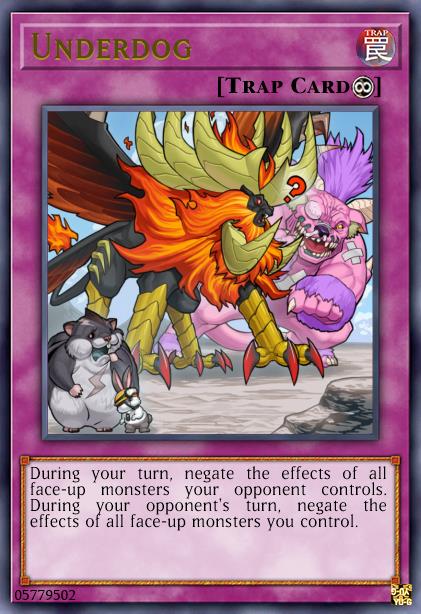 UNDERDOG
TRAP
罠
[TRAP CARD∞]
?
During your turn, negate the effects of all
face-up monsters your opponent controls.
During your opponent's turn, negate the
effects of all face-up monsters you control.
05779502